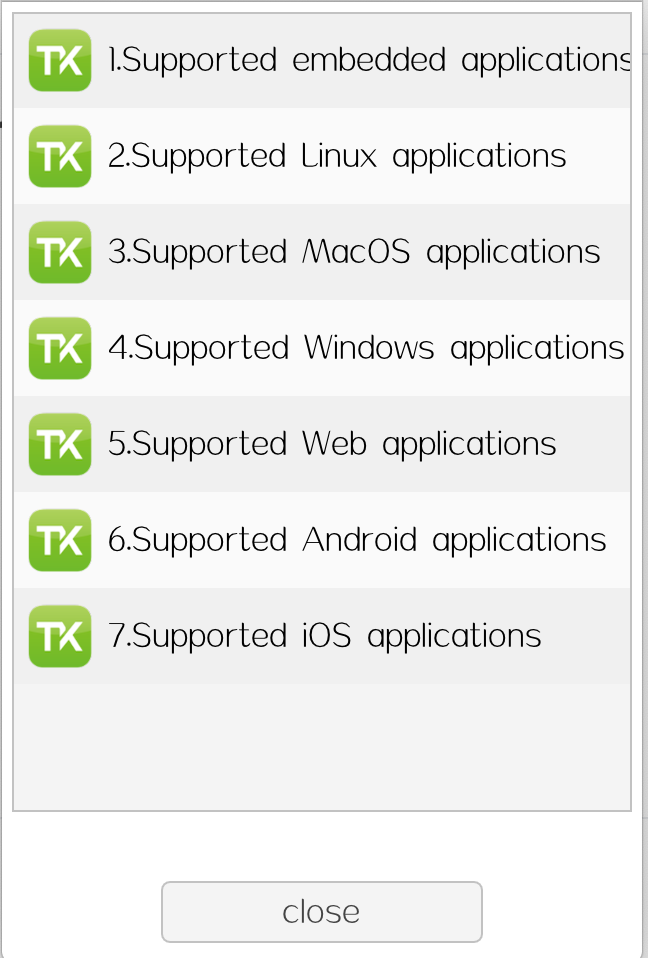 TK 1.Supported embedded applications
TK 2.Supported Linux applications
TK 3.Supported MacOS applications
TK 4.Supported Windows applications
TK 5.Supported Web applications
TK 6.Supported Android applications
TK 7.Supported iOS applications
close